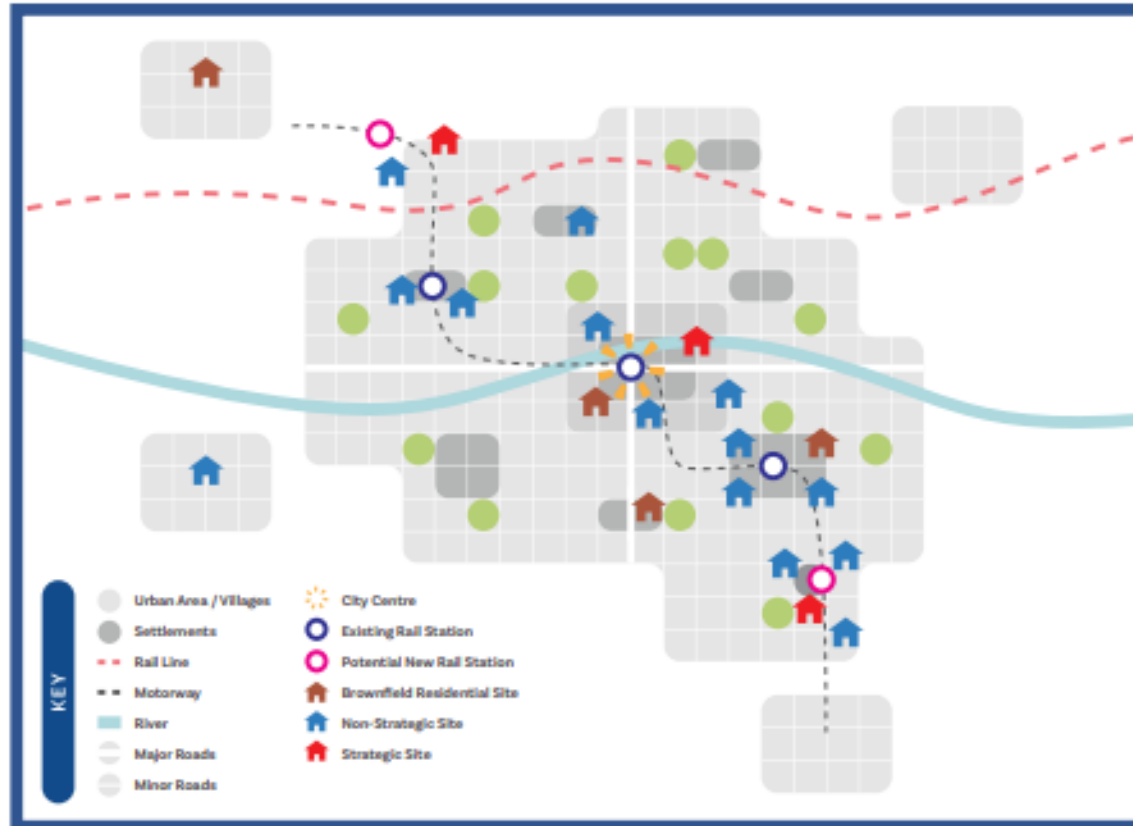 KEY
Urban Area / Villages
Settlements
Rail Line
Motorway
River
Major Roads
Minor Roads
City Centre
Existing Rail Station
Potential New Rail Station
Brownfield Residential Site
Non-Strategic Site
Strategic Site